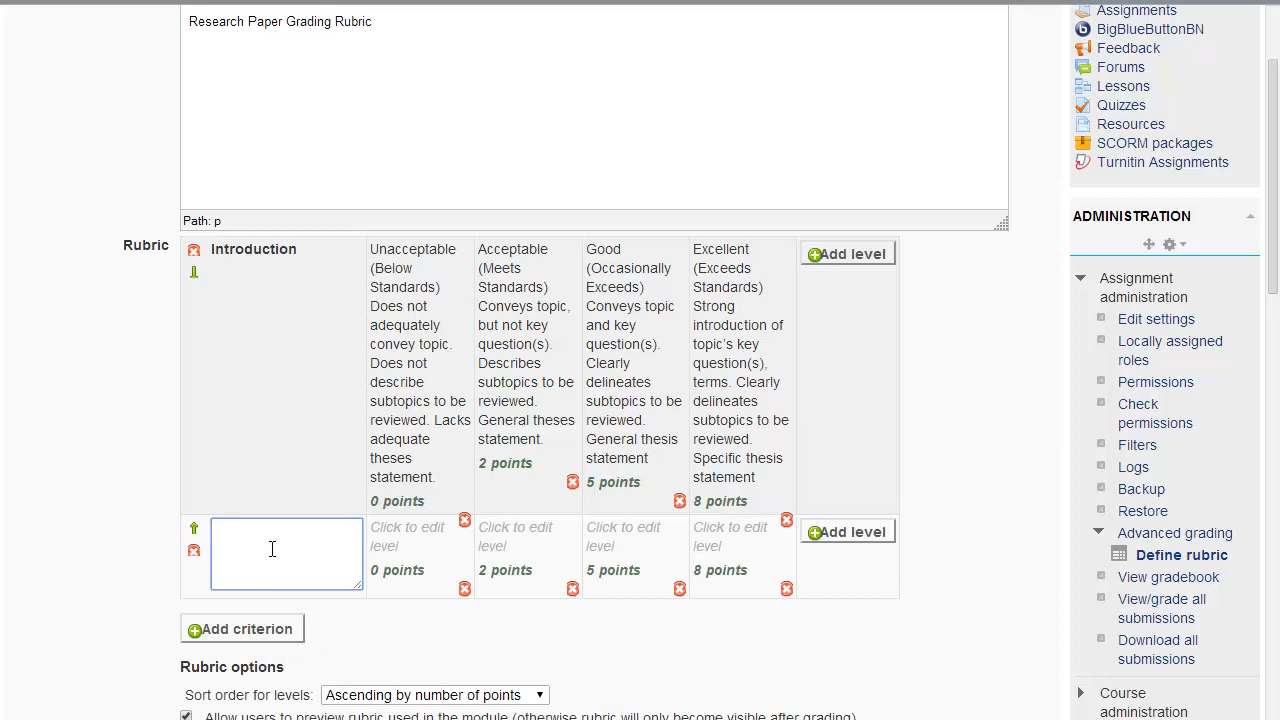 Research Paper Grading Rubric
Path: p
Rubric
Introduction
Unacceptable
(Below
Standards)
Does not
adequately
convey topic.
Does not
describe
subtopics to be
reviewed. Lacks
adequate
theses
statement.
0 points
Acceptable
(Meets
Standards)
Conveys topic,
but not key
question(s).
Describes
subtopics to be
reviewed.
General theses
statement.
2 points
Good
(Occasionally
Exceeds)
Conveys topic
and key
question(s).
Clearly
delineates
subtopics to be
reviewed.
General thesis
statement
5 points
Excellent
(Exceeds
Standards)
Strong
introduction of
topic's key
question(s),
terms. Clearly
delineates
subtopics to be
reviewed.
Specific thesis
statement
8 points
Add level
Click to edit
level
0 points
Click to edit
level
2 points
Click to edit
level
5 points
Click to edit
level
8 points
Add level
Add criterion
Rubric options
Sort order for levels: Ascending by number of points
Allow users to preview rubric used in the module (otherwise rubric will only become visible after grading)
Assignments
BigBlueButtonBN
Feedback
Forums
Lessons
Quizzes
Resources
SCORM packages
Turnitin Assignments
ADMINISTRATION
Assignment
administration
Edit settings
Locally assigned
roles
Permissions
Check
permissions
Filters
Logs
Backup
Restore
Advanced grading
Define rubric
View gradebook
View/grade all
submissions
Download all
submissions
Course
administration